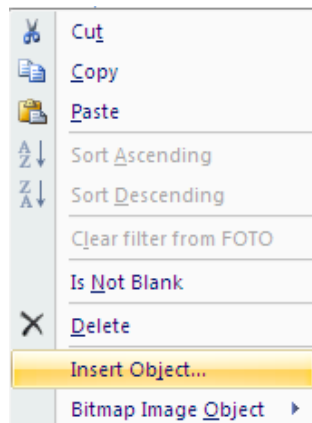 Cut
Copy
Paste
Sort Ascending
Sort Descending
Clear filter from FOTO
Is Not Blank
Delete
Insert Object...
Bitmap Image Object